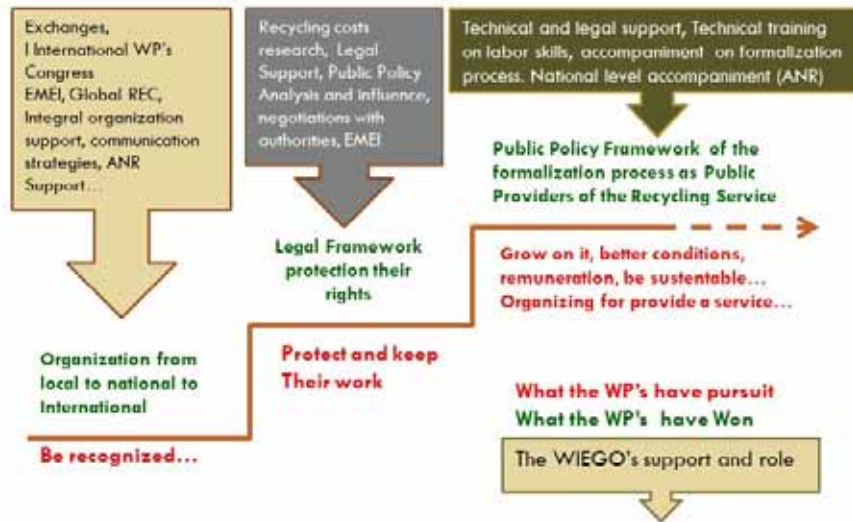 Exchanges,
I International WP's
Congress
EMEI, Global REC,
Integral organization
support, communication
strategies, ANR
Support...
Recycling costs
research, Legal
Support, Public Policy
Analysis and influence,
negotiations with
authorities, EMEI
Technical and legal support, Technical training
on labor skills, accompaniment on formalization
process. National level accompaniment (ANR)
Public Policy Framework of the
formalization process as Public
Providers of the Recycling Service
Legal Framework
protection their
rights
Grow on it, better conditions,
remuneration, be sustentable...
Organizing for provide a service...
Organization from
local to national to
International
Protect and keep
Their work
Be recognized...
What the WP's have pursuit
What the WP's have Won
The WIEGO's support and role